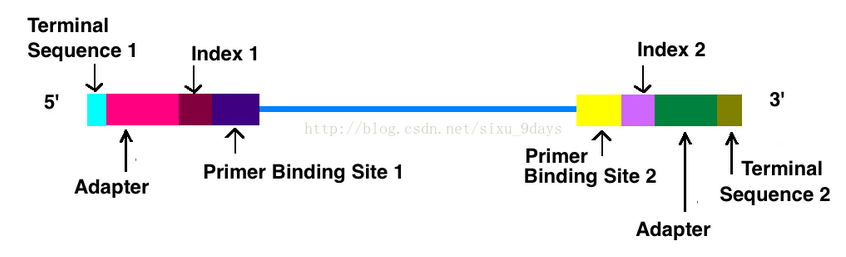 Terminal
Sequence 1
Index 1
Index 2
5'
3'
http://blog.csdn.net/sixu_9days
Adapter
Primer Binding Site 1
Primer
Binding Site 2
Terminal
Sequence 2
Adapter